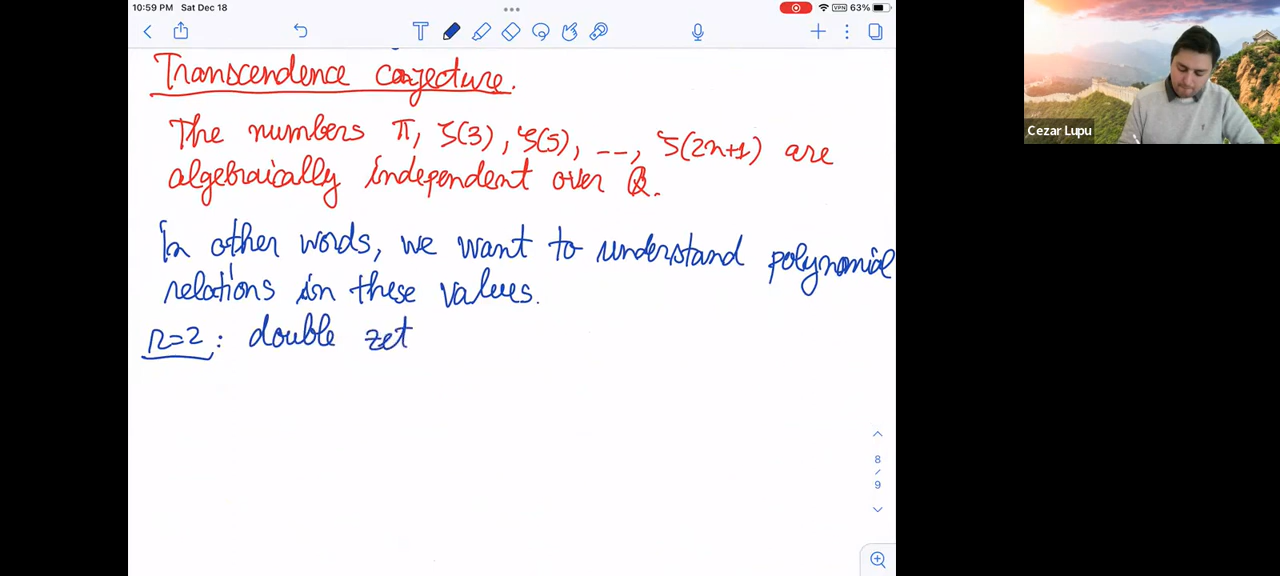 10:59 PM Sat Dec 18
VPN 63%
Transcendence conjecture.
The numbers π, ζ(3), ζ(5), --, ζ(2n+1) are
algebraically independent over ℚ.
In other words, we want to understand polynomial
relations in these values.
r=2: double zet
8
/
9
Cezar Lupu